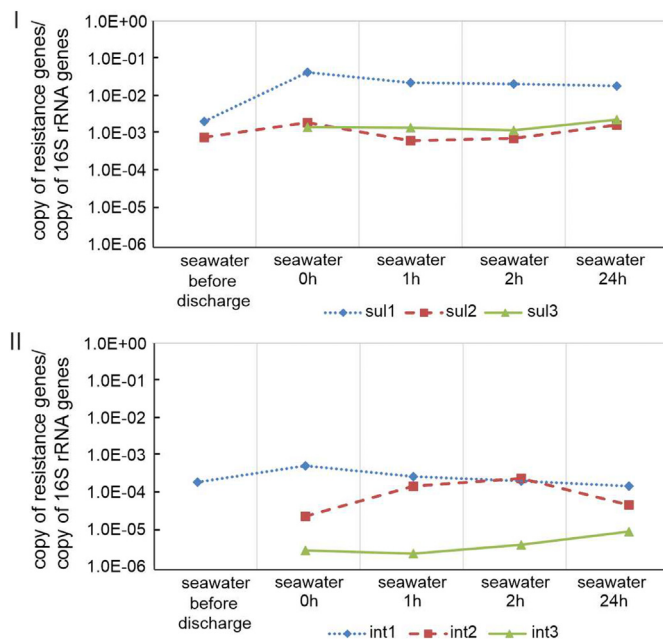 I
copy of resistance genes/
copy of 16S rRNA genes
1.0E+00
1.0E-01
1.0E-02
1.0E-03
1.0E-04
1.0E-05
1.0E-06
seawater before discharge
seawater 0h
seawater 1h
seawater 2h
seawater 24h
sul1 sul2 sul3
II
copy of resistance genes/
copy of 16S rRNA genes
1.0E+00
1.0E-01
1.0E-02
1.0E-03
1.0E-04
1.0E-05
1.0E-06
seawater before discharge
seawater 0h
seawater 1h
seawater 2h
seawater 24h
int1 int2 int3